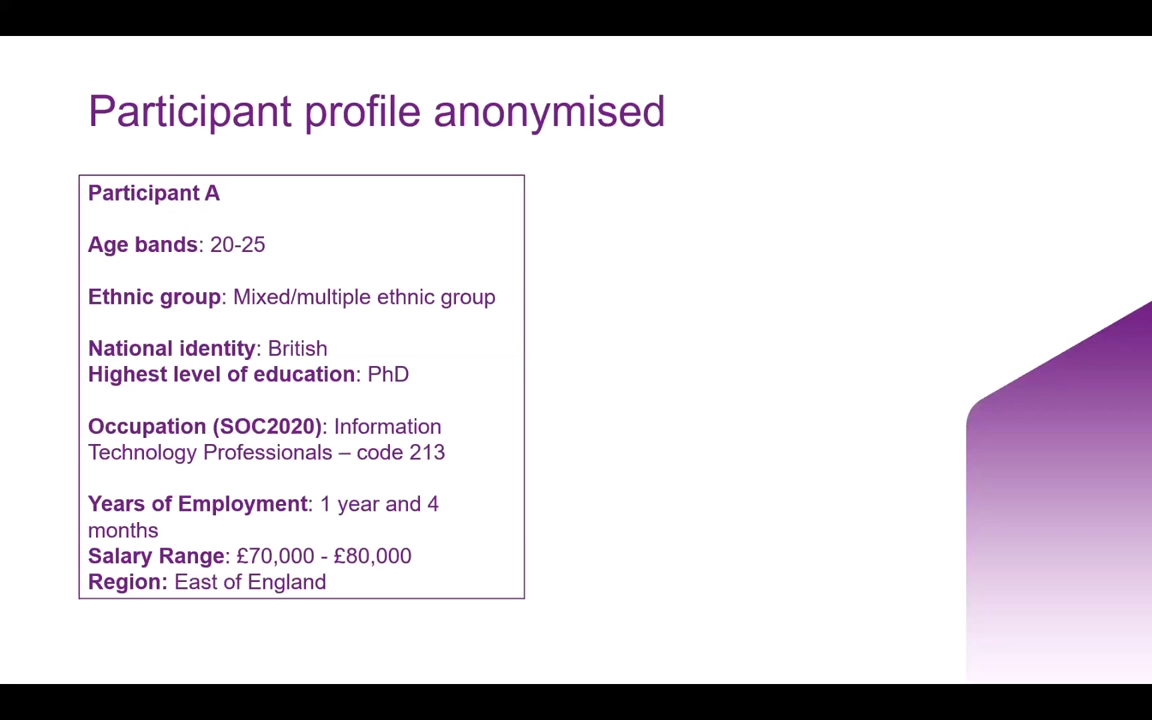 Participant profile anonymised
Participant A
Age bands: 20-25
Ethnic group: Mixed/multiple ethnic group
National identity: British
Highest level of education: PhD
Occupation (SOC2020): Information
Technology Professionals – code 213
Years of Employment: 1 year and 4
months
Salary Range: £70,000 - £80,000
Region: East of England